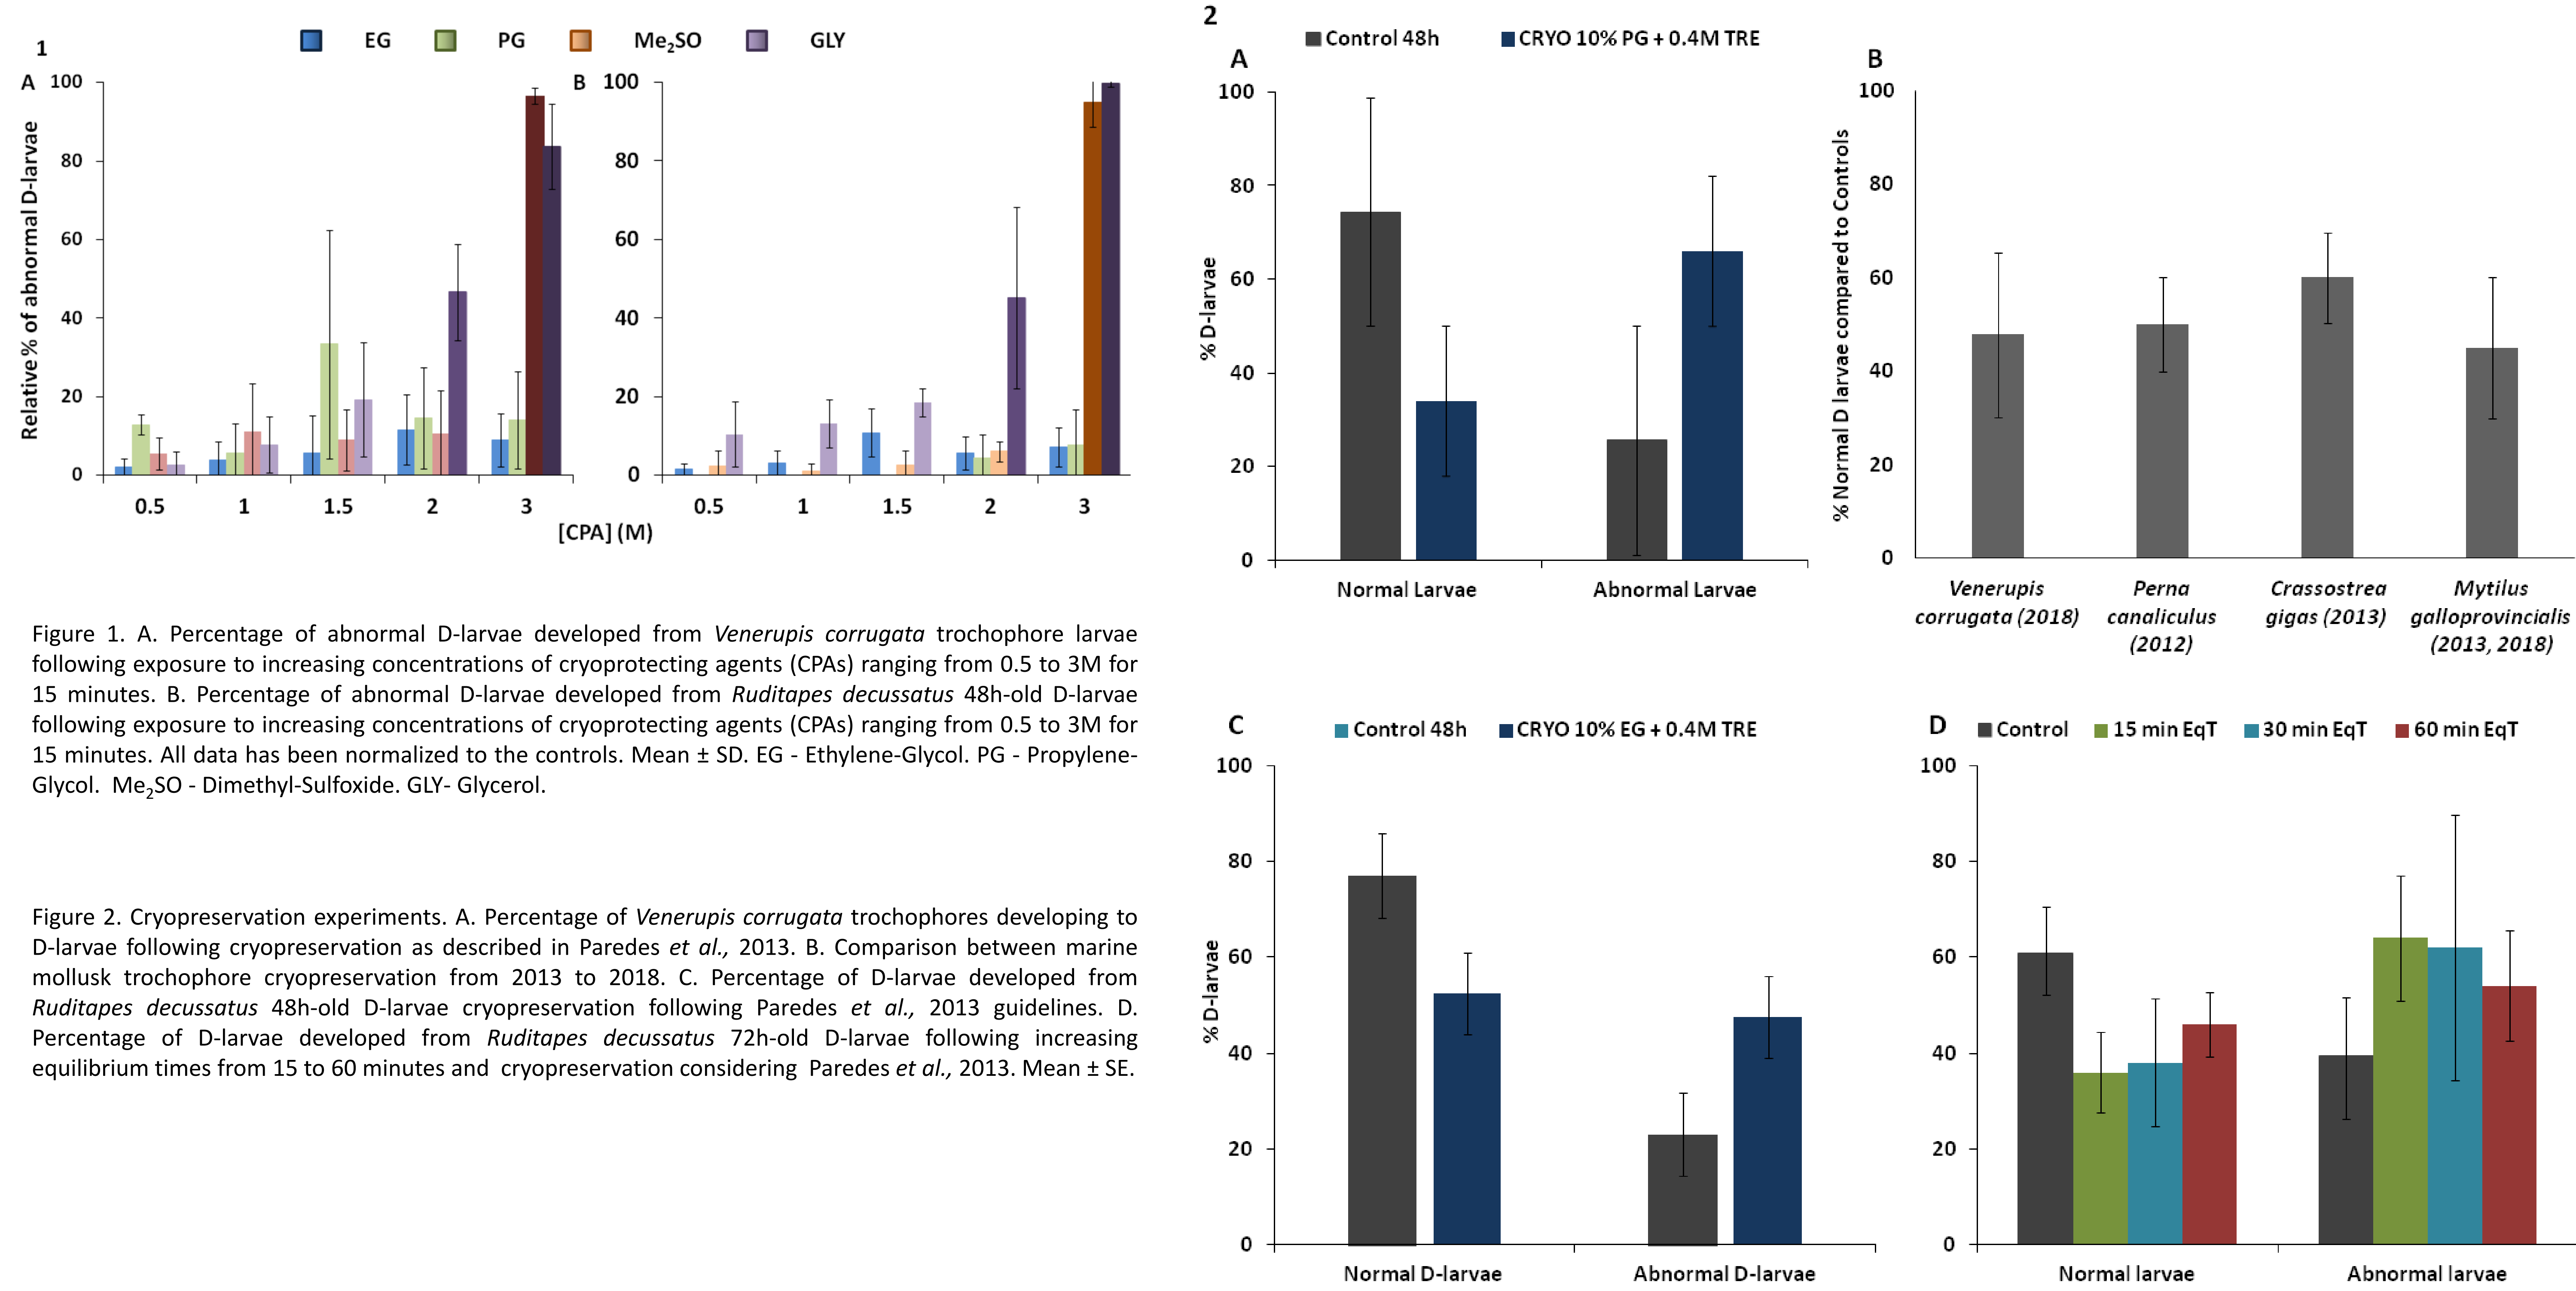 1
EG PG Me₂SO GLY
A
Relative % of abnormal D-larvae
100
80
60
40
20
0
0.5 1 1.5 2 3
B
100
80
60
40
20
0
0.5 1 1.5 2 3
[CPA] (M)
Figure 1. A. Percentage of abnormal D-larvae developed from Venerupis corrugata trochophore larvae
following exposure to increasing concentrations of cryoprotecting agents (CPAs) ranging from 0.5 to 3M for
15 minutes. B. Percentage of abnormal D-larvae developed from Ruditapes decussatus 48h-old D-larvae
following exposure to increasing concentrations of cryoprotecting agents (CPAs) ranging from 0.5 to 3M for
15 minutes. All data has been normalized to the controls. Mean ± SD. EG - Ethylene-Glycol. PG - Propylene-
Glycol. Me₂SO - Dimethyl-Sulfoxide. GLY- Glycerol.
Figure 2. Cryopreservation experiments. A. Percentage of Venerupis corrugata trochophores developing to
D-larvae following cryopreservation as described in Paredes et al., 2013. B. Comparison between marine
mollusk trochophore cryopreservation from 2013 to 2018. C. Percentage of D-larvae developed from
Ruditapes decussatus 48h-old D-larvae cryopreservation following Paredes et al., 2013 guidelines. D.
Percentage of D-larvae developed from Ruditapes decussatus 72h-old D-larvae following increasing
equilibrium times from 15 to 60 minutes and cryopreservation considering Paredes et al., 2013. Mean ± SE.
2
Control 48h CRYO 10% PG + 0.4M TRE
A
% D-larvae
100
80
60
40
20
0
Normal Larvae Abnormal Larvae
B
% Normal D larvae compared to Controls
100
80
60
40
20
0
Venerupis
corrugata (2018)
Perna
canaliculus
(2012)
Crassostrea
gigas (2013)
Mytilus
galloprovincialis
(2013, 2018)
C
Control 48h CRYO 10% EG + 0.4M TRE
% D-larvae
100
80
60
40
20
0
Normal D-larvae Abnormal D-larvae
D
Control 15 min EqT 30 min EqT 60 min EqT
100
80
60
40
20
0
Normal larvae Abnormal larvae